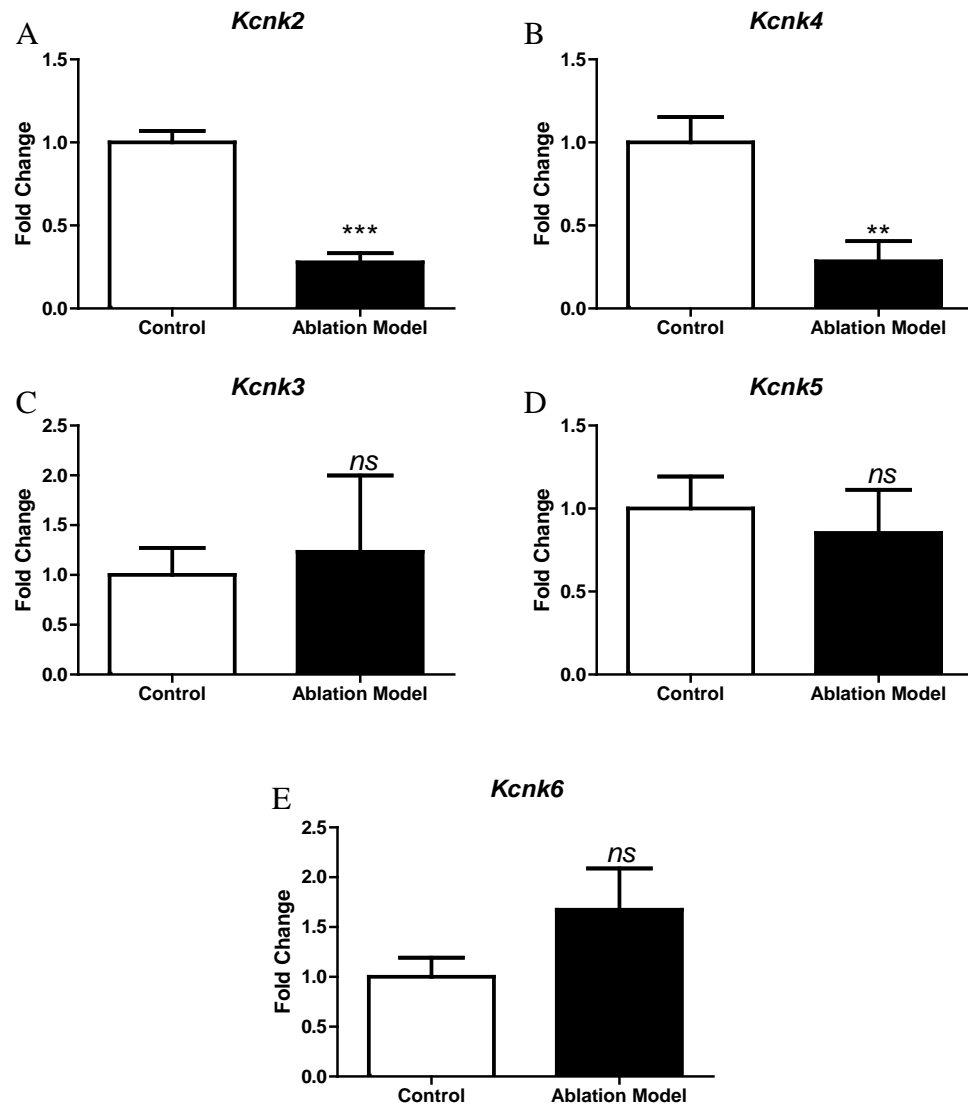 A
Kcnk2
Fold Change
1.5
1.0
0.5
0.0
***
Control
Ablation Model
B
Kcnk4
Fold Change
1.5
1.0
0.5
0.0
**
Control
Ablation Model
C
Kcnk3
Fold Change
2.5
2.0
1.5
1.0
0.5
0.0
ns
Control
Ablation Model
D
Kcnk5
Fold Change
1.5
1.0
0.5
0.0
ns
Control
Ablation Model
E
Kcnk6
Fold Change
2.5
2.0
1.5
1.0
0.5
0.0
ns
Control
Ablation Model